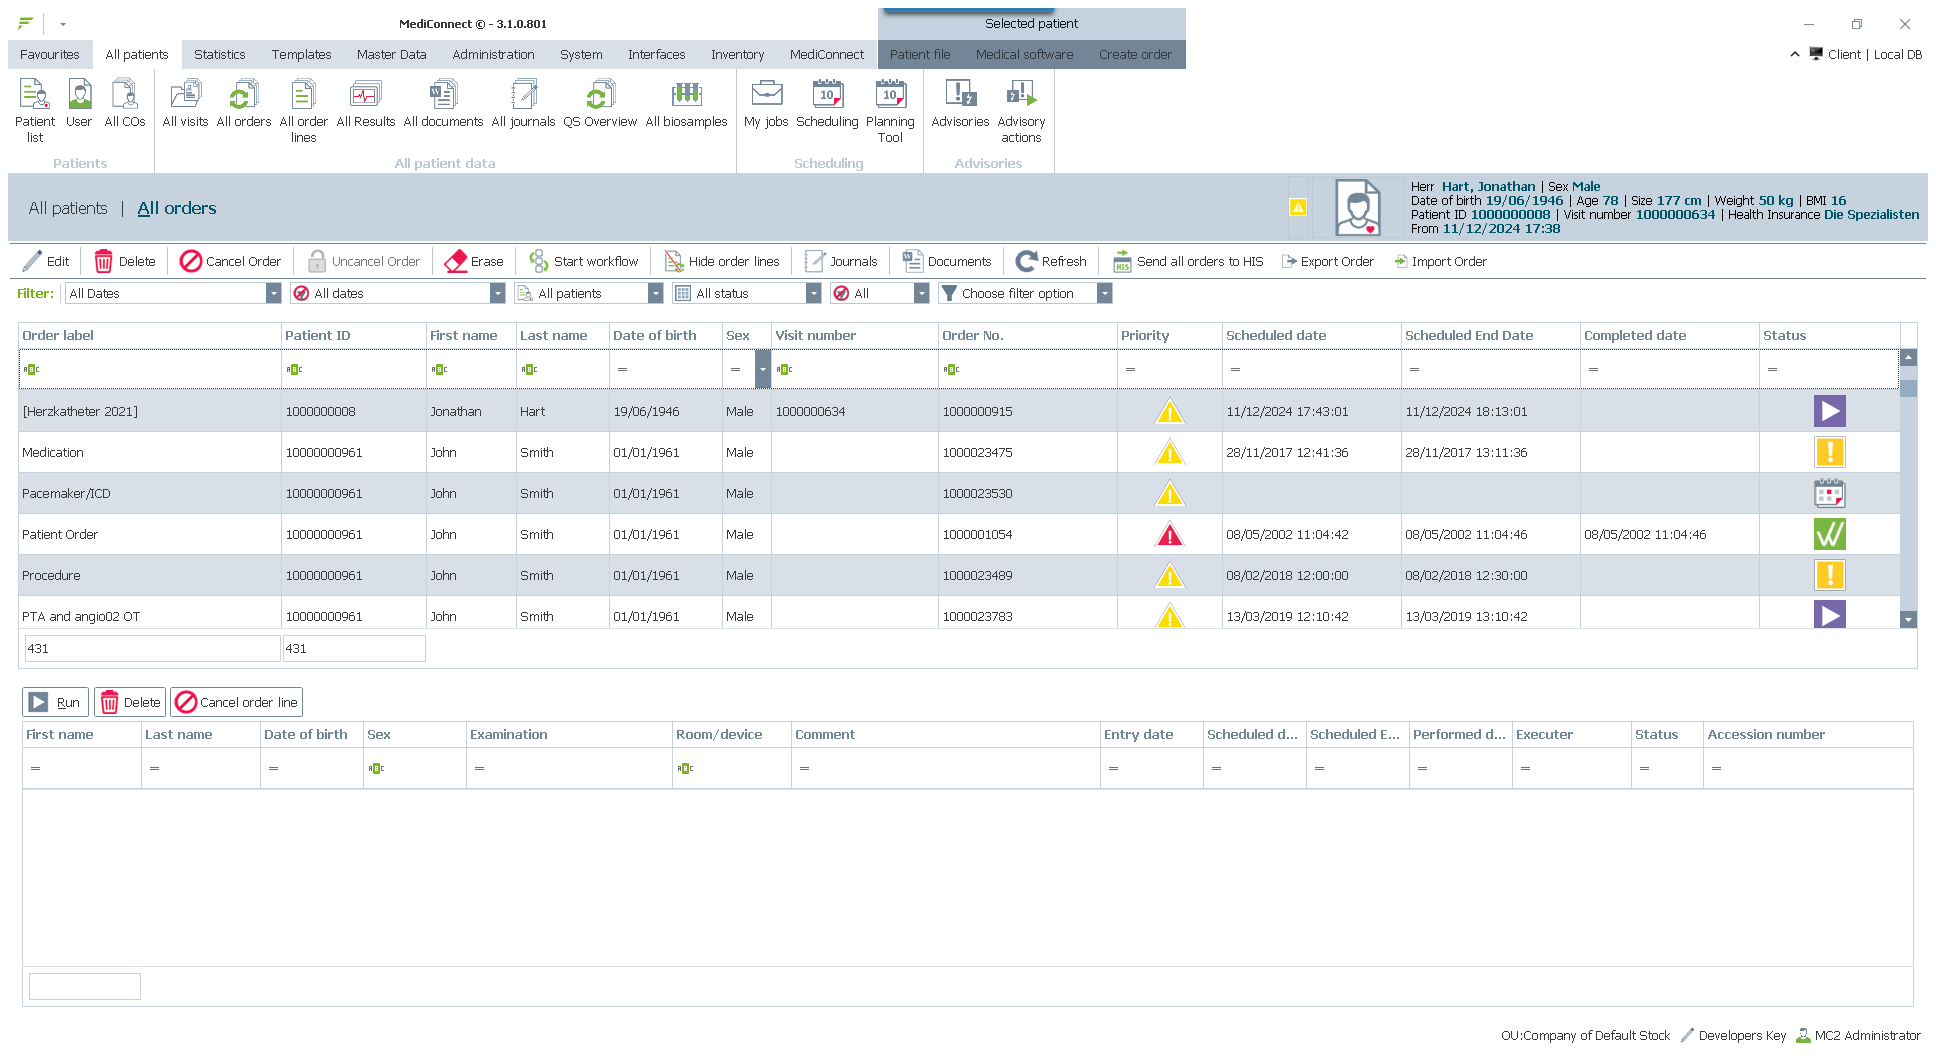 MediConnect © - 3.1.0.801
Selected patient
Favourites All patients Statistics Templates Master Data Administration System Interfaces Inventory MediConnect Patient file Medical software Create order Client | Local DB
Patient list User All COs All visits All orders All order lines All Results All documents All journals QS Overview All biosamples My jobs Scheduling Planning Tool Advisories Advisory actions
Patients All patient data Scheduling Advisories
All patients | All orders
Herr Hart, Jonathan | Sex Male
Date of birth 19/06/1946 | Age 78 | Size 177 cm | Weight 50 kg | BMI 16
Patient ID 1000000008 | Visit number 1000000634 | Health Insurance Die Spezialisten
From 11/12/2024 17:38
Edit Delete Cancel Order Uncancel Order Erase Start workflow Hide order lines Journals Documents Refresh Send all orders to HIS Export Order Import Order
Filter: All Dates All dates All patients All status All Choose filter option
Order label Patient ID First name Last name Date of birth Sex Visit number Order No. Priority Scheduled date Scheduled End Date Completed date Status
[Herzkatheter 2021] 1000000008 Jonathan Hart 19/06/1946 Male 1000000634 1000000915 11/12/2024 17:43:01 11/12/2024 18:13:01
Medication 10000000961 John Smith 01/01/1961 Male 1000023475 28/11/2017 12:41:36 28/11/2017 13:11:36
Pacemaker/ICD 10000000961 John Smith 01/01/1961 Male 1000023530
Patient Order 10000000961 John Smith 01/01/1961 Male 1000001054 08/05/2002 11:04:42 08/05/2002 11:04:46 08/05/2002 11:04:46
Procedure 10000000961 John Smith 01/01/1961 Male 1000023489 08/02/2018 12:00:00 08/02/2018 12:30:00
PTA and angio02 OT 10000000961 John Smith 01/01/1961 Male 1000023783 13/03/2019 12:10:42 13/03/2019 13:10:42
431 431
Run Delete Cancel order line
First name Last name Date of birth Sex Examination Room/device Comment Entry date Scheduled d... Scheduled E... Performed d... Executer Status Accession number
OU:Company of Default Stock Developers Key MC2 Administrator